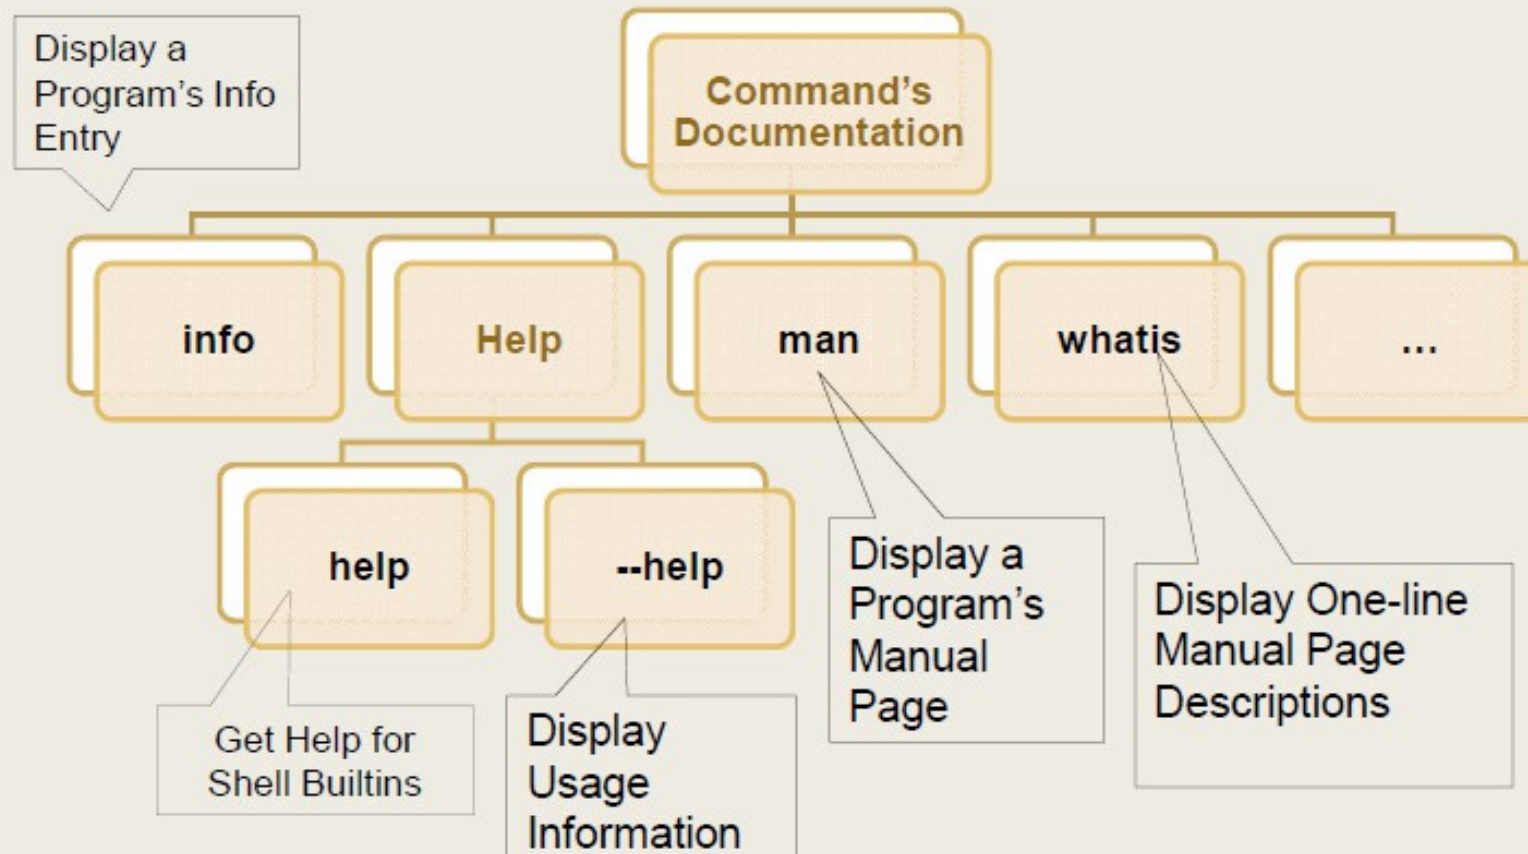 Display a
Program’s Info
Entry
Command’s
Documentation
info
Help
man
whatis
...
help
--help
Get Help for
Shell Builtins
Display
Usage
Information
Display a
Program’s
Manual
Page
Display One-line
Manual Page
Descriptions